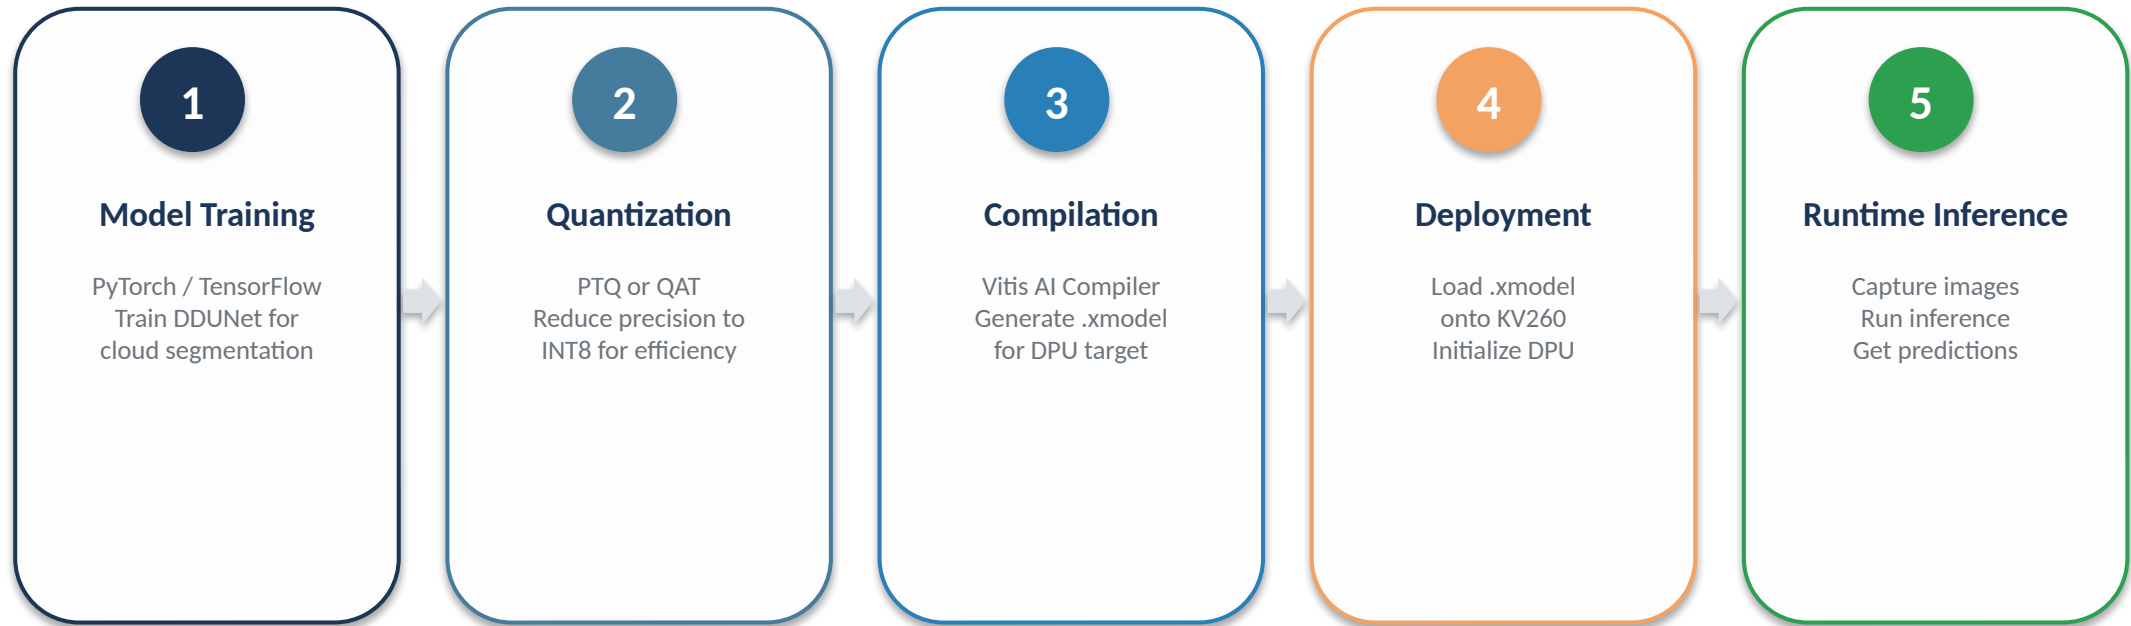 1
Model Training
PyTorch / TensorFlow
Train DDUNet for
cloud segmentation
2
Quantization
PTQ or QAT
Reduce precision to
INT8 for efficiency
3
Compilation
Vitis AI Compiler
Generate .xmodel
for DPU target
4
Deployment
Load .xmodel
onto KV260
Initialize DPU
5
Runtime Inference
Capture images
Run inference
Get predictions